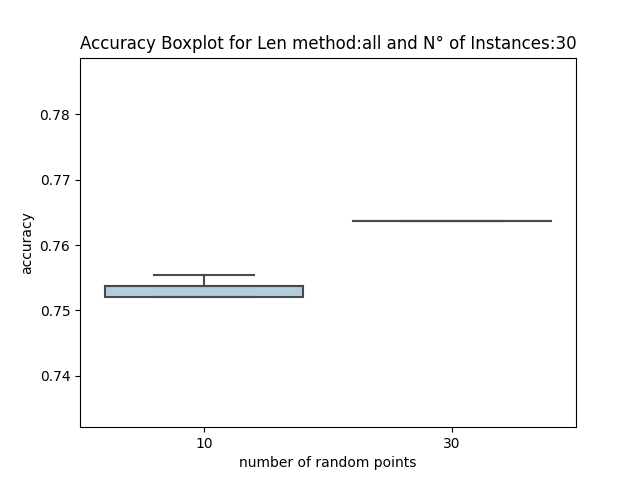 Accuracy Boxplot for Len method:all and N° of Instances:30
0.78
0.77
0.76
0.75
0.74
accuracy
10 30
number of random points